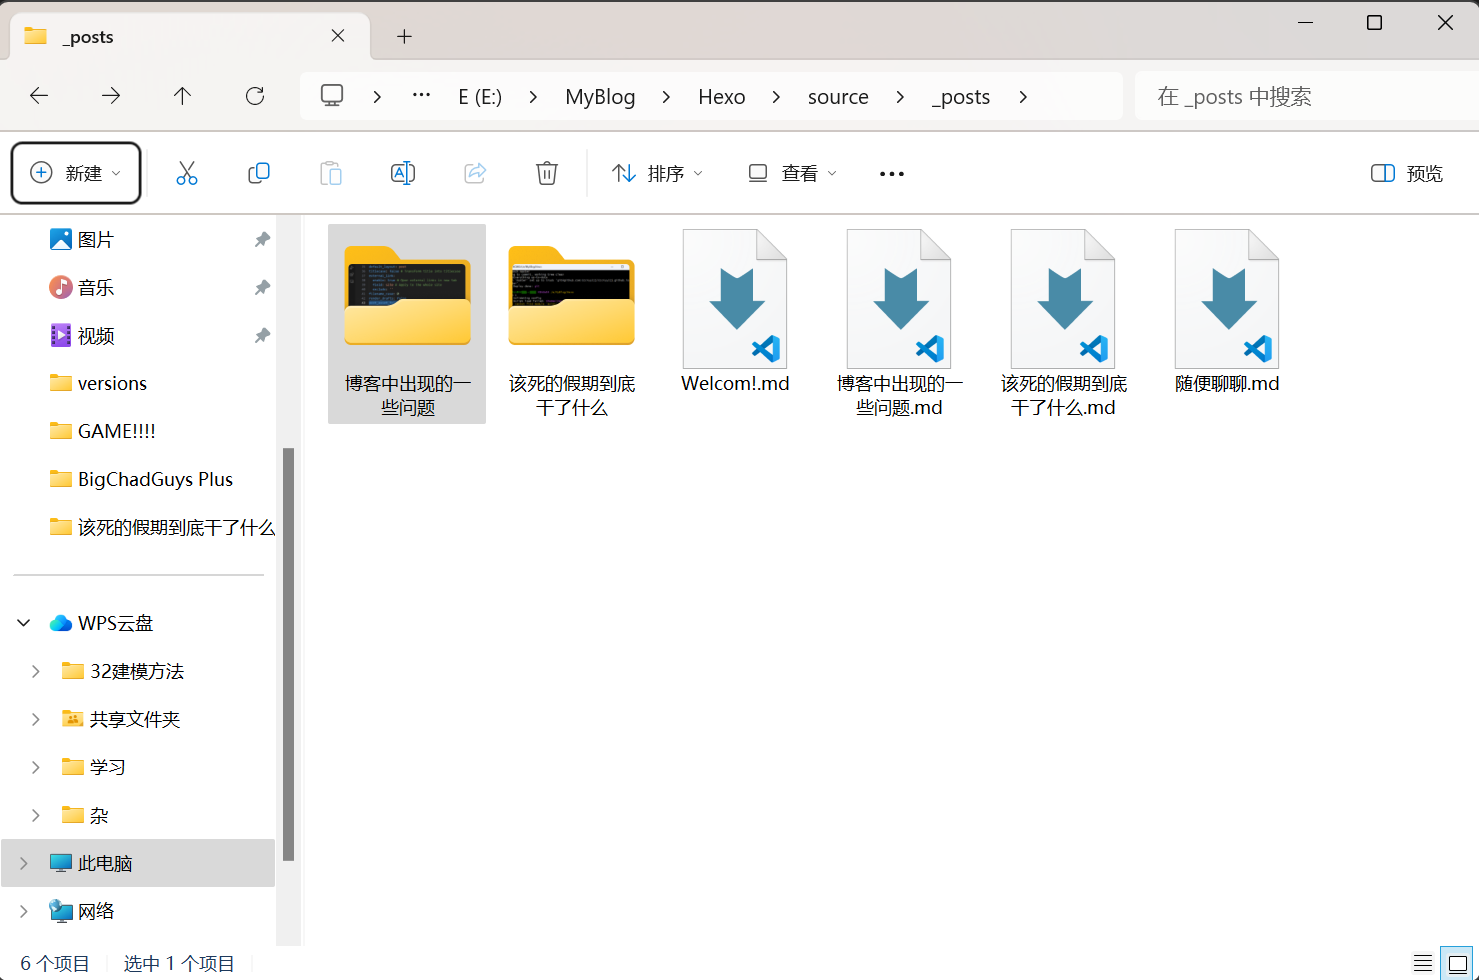 _posts
E (E:)
MyBlog
Hexo
source
_posts
在 _posts 中搜索
新建
排序
查看
预览
图片
音乐
视频
versions
GAME!!!!
BigChadGuys Plus
该死的假期到底干了什么
WPS云盘
32建模方法
共享文件夹
学习
杂
此电脑
网络
博客中出现的一
些问题
该死的假期到底
干了什么
Welcom!.md
博客中出现的一
些问题.md
该死的假期到底
干了什么.md
随便聊聊.md
6 个项目
选中 1 个项目